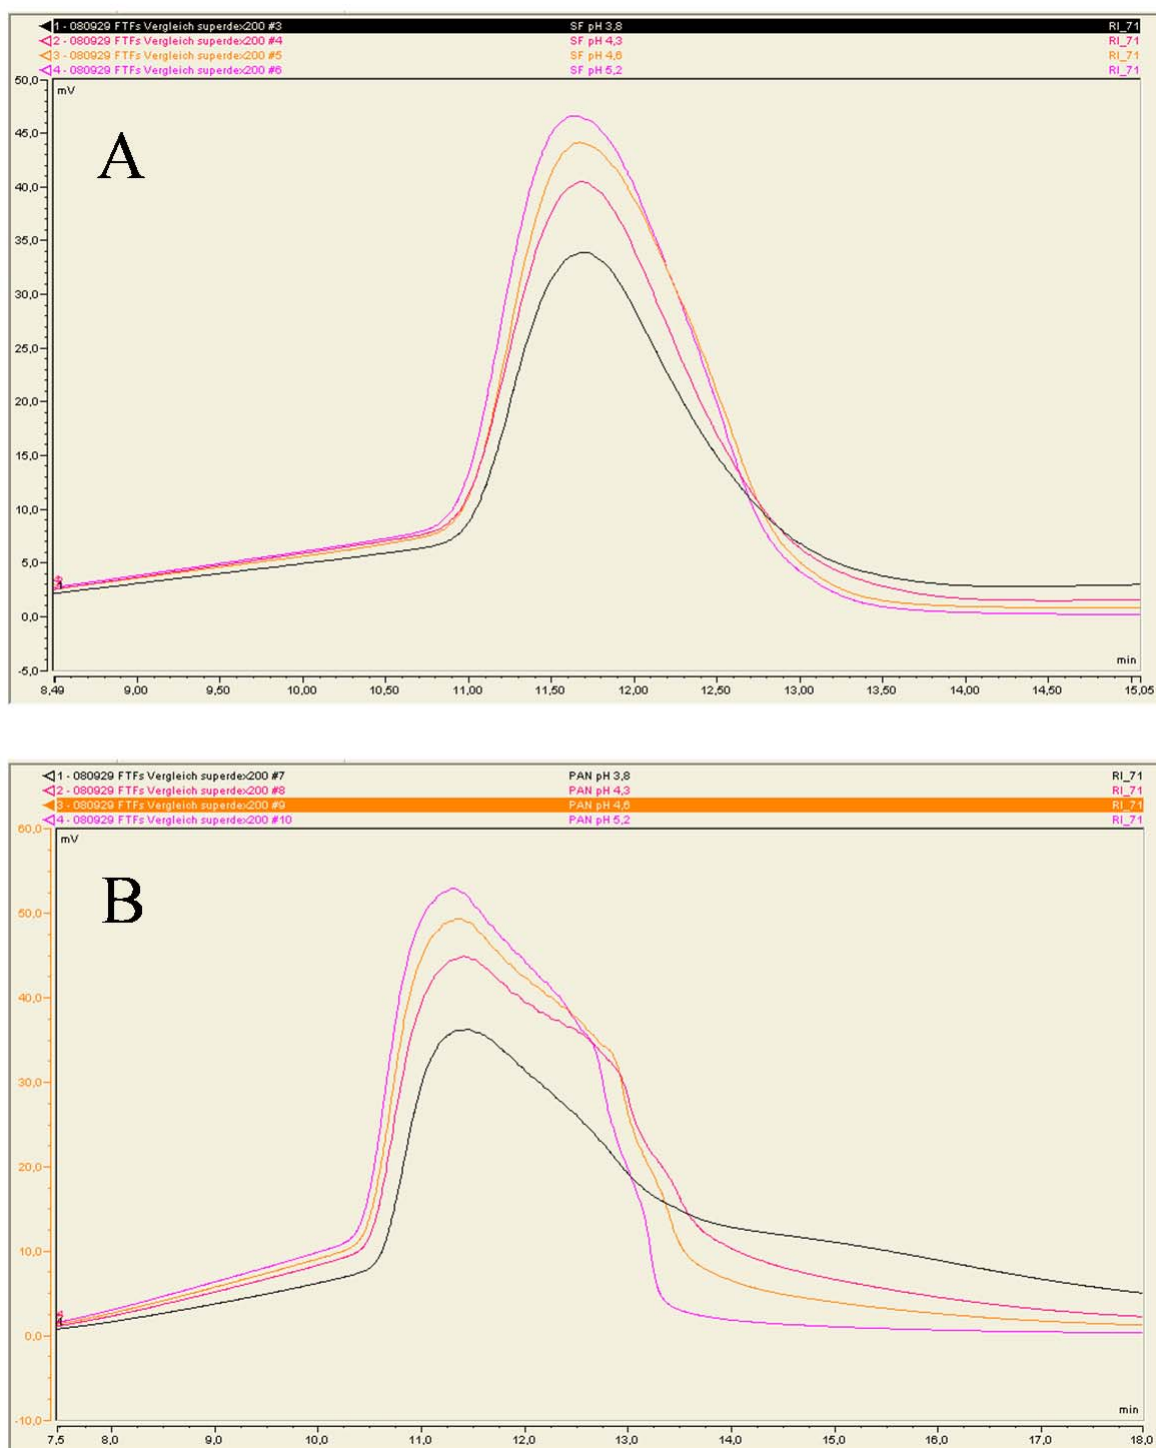 1 - 080929 FTFs Vergleich superdex200 #3 SF pH 3,8 RI_71
2 - 080929 FTFs Vergleich superdex200 #4 SF pH 4,3 RI_71
3 - 080929 FTFs Vergleich superdex200 #5 SF pH 4,6 RI_71
4 - 080929 FTFs Vergleich superdex200 #6 SF pH 5,2 RI_71
50,0
mV
A
45,0
40,0
35,0
30,0
25,0
20,0
15,0
10,0
5,0
0,0
-5,0
min
8,49 9,00 9,50 10,00 10,50 11,00 11,50 12,00 12,50 13,00 13,50 14,00 14,50 15,05
1 - 080929 FTFs Vergleich superdex200 #7 PAN pH 3,8 RI_71
2 - 080929 FTFs Vergleich superdex200 #8 PAN pH 4,3 RI_71
3 - 080929 FTFs Vergleich superdex200 #9 PAN pH 4,6 RI_71
4 - 080929 FTFs Vergleich superdex200 #10 PAN pH 5,2 RI_71
60,0
mV
B
50,0
40,0
30,0
20,0
10,0
0,0
-10,0
min
7,5 8,0 9,0 10,0 11,0 12,0 13,0 14,0 15,0 16,0 17,0 18,0